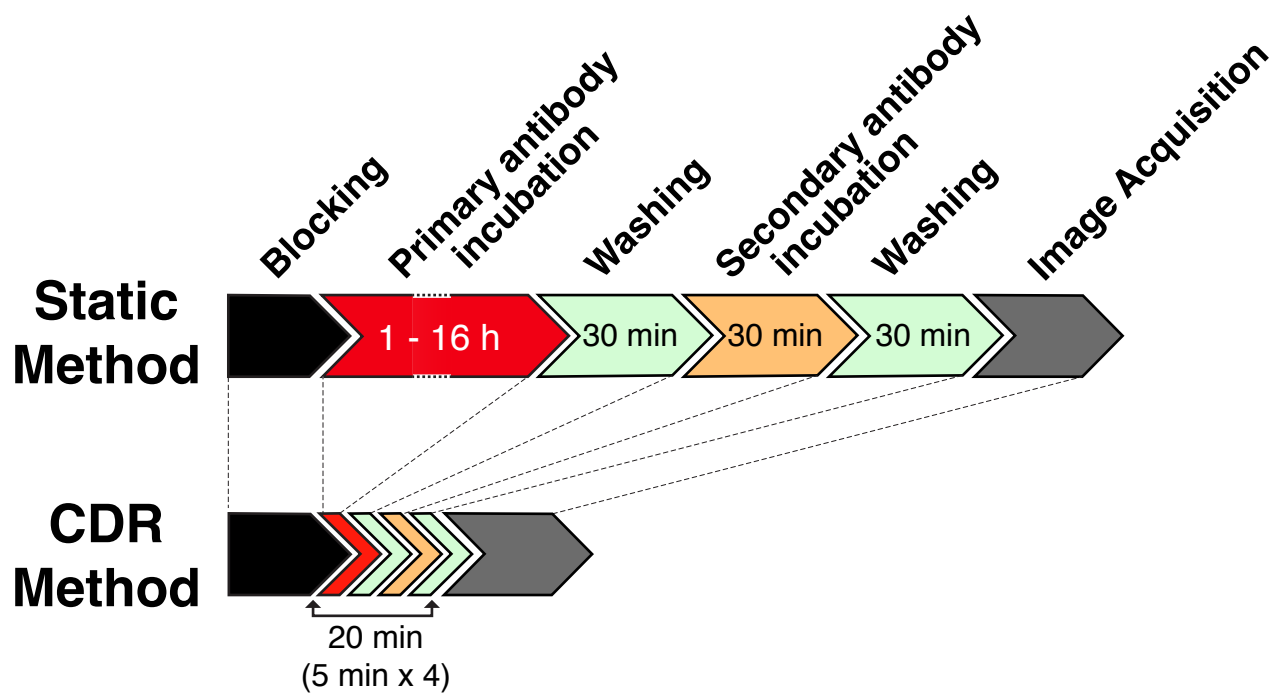 Blocking
Primary antibody
incubation
Washing
Secondary antibody
incubation
Washing
Image Acquisition
Static
Method
1 - 16 h
30 min
30 min
30 min
CDR
Method
20 min
(5 min x 4)